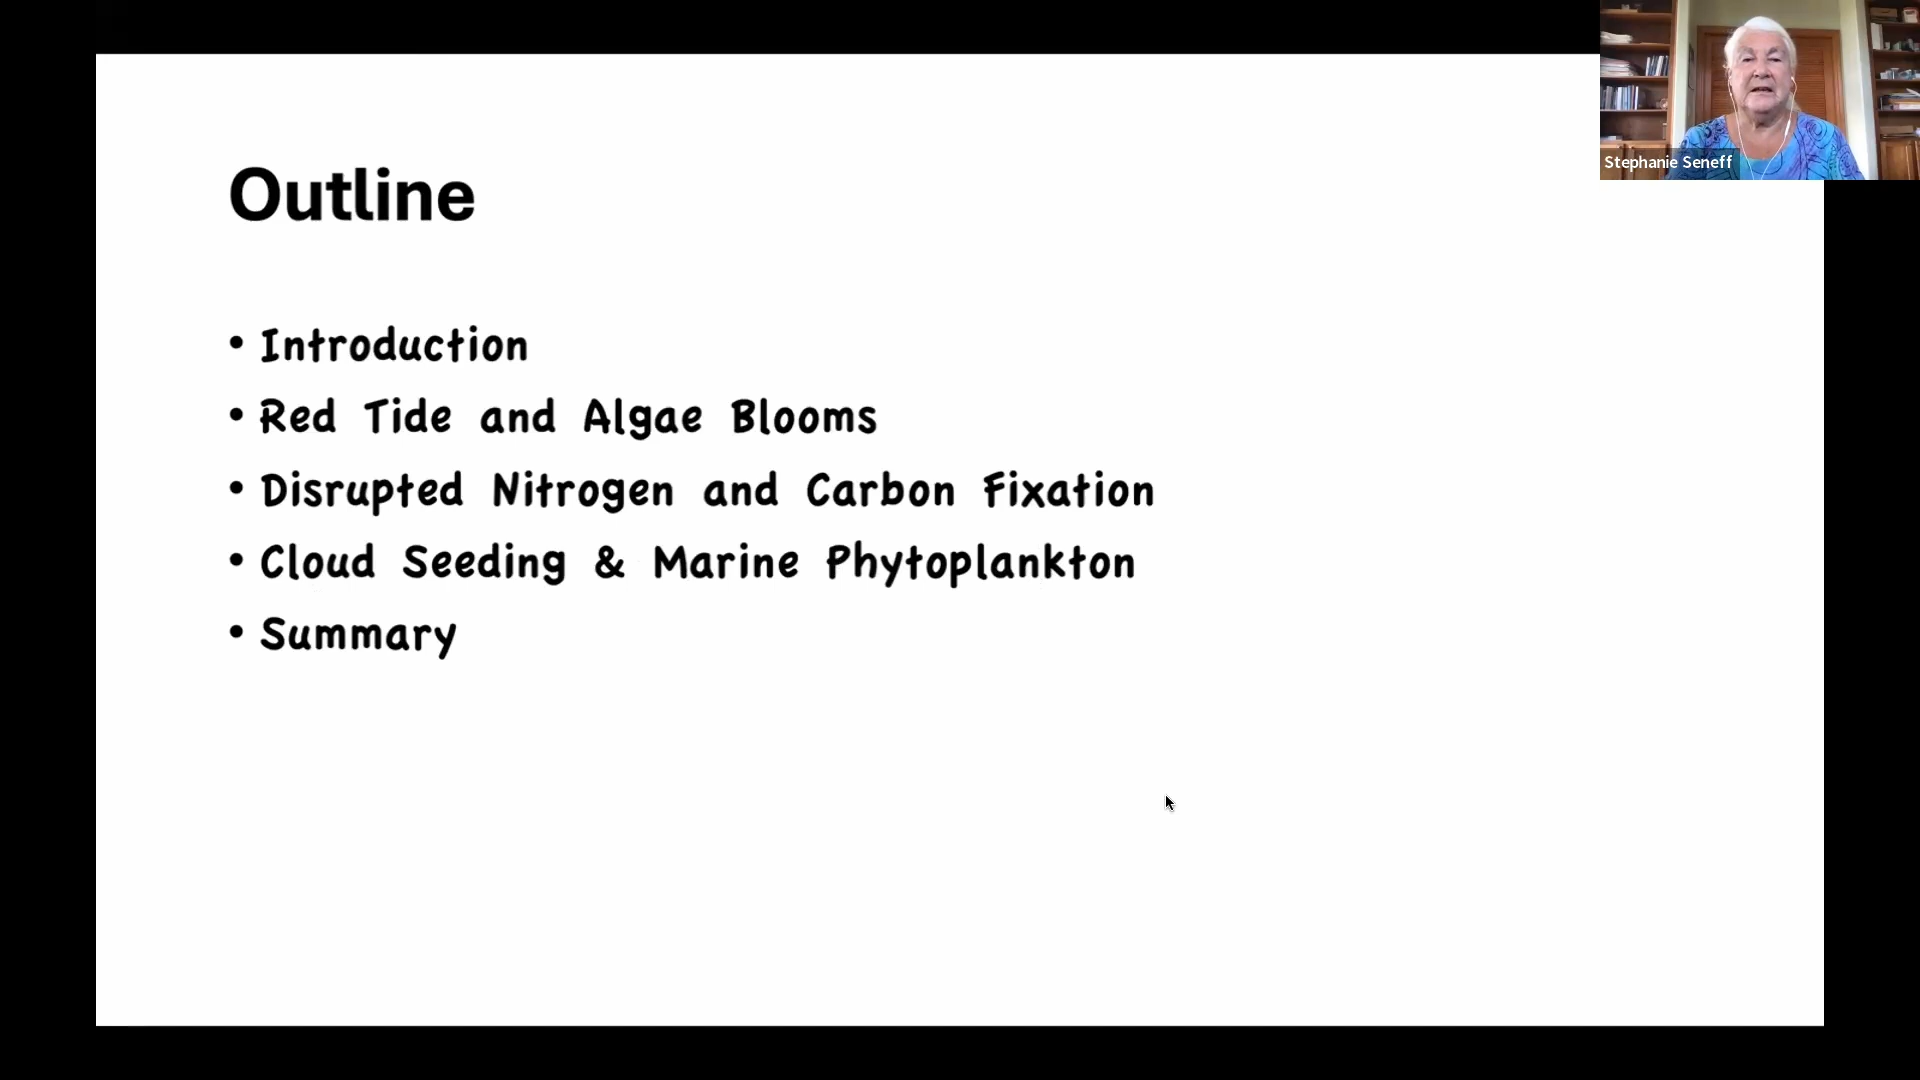 Stephanie Seneff
Outline
• Introduction
• Red Tide and Algae Blooms
• Disrupted Nitrogen and Carbon Fixation
• Cloud Seeding & Marine Phytoplankton
• Summary